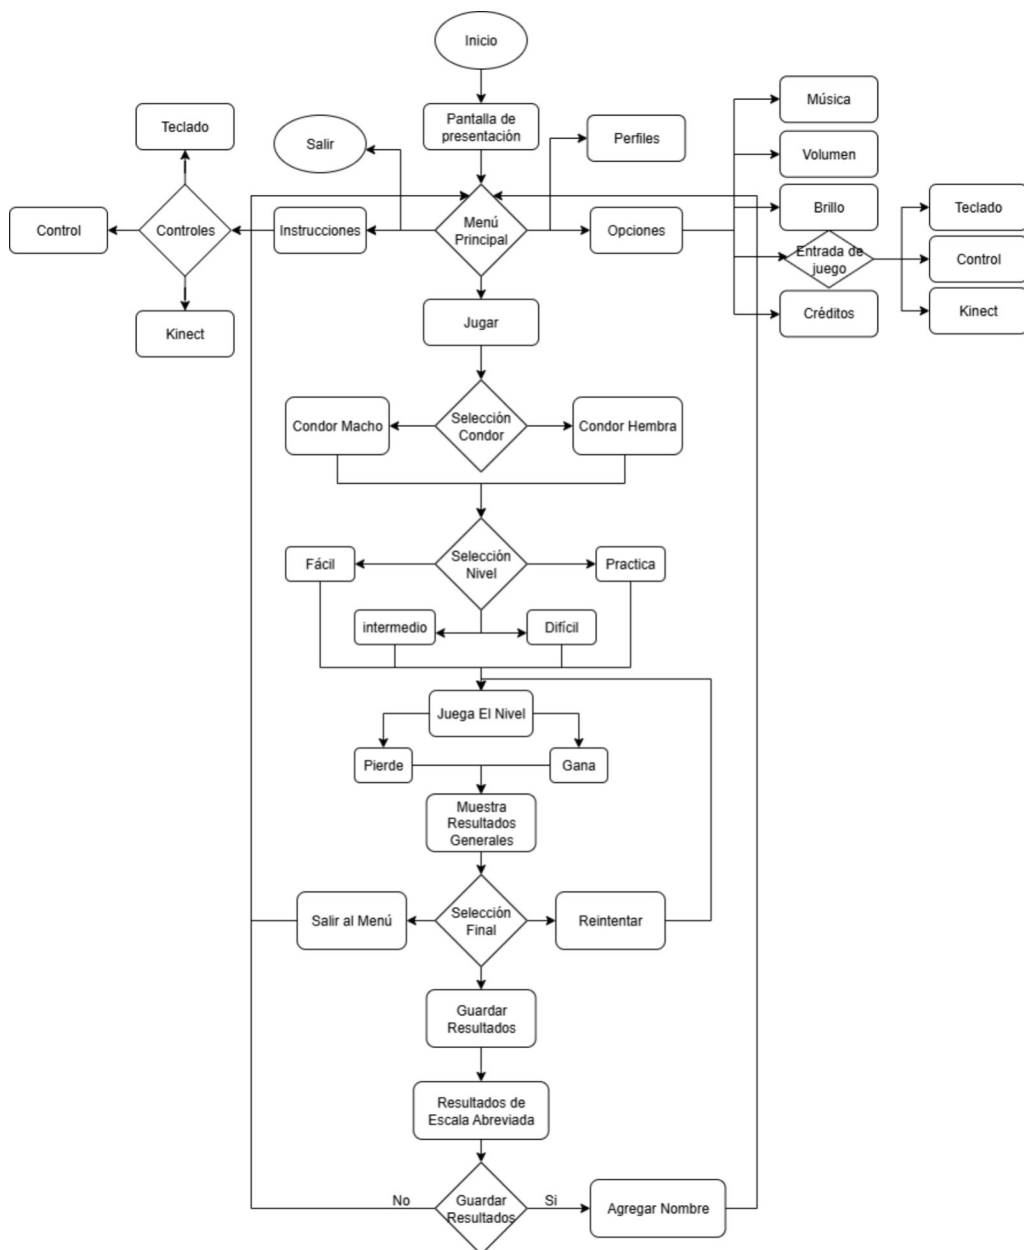 Inicio
Pantalla de
presentación
Teclado
Salir
Perfiles
Música
Volumen
Control
Controles
Instrucciones
Menú
Principal
Opciones
Brillo
Teclado
Entrada de
juego
Control
Kinect
Jugar
Créditos
Kinect
Condor Macho
Selección
Condor
Condor Hembra
Fácil
Selección
Nivel
Practica
intermedio
Difícil
Juega El Nivel
Pierde
Gana
Muestra
Resultados
Generales
Salir al Menú
Selección
Final
Reintentar
Guardar
Resultados
Resultados de
Escala Abreviada
No
Guardar
Resultados
Si
Agregar Nombre